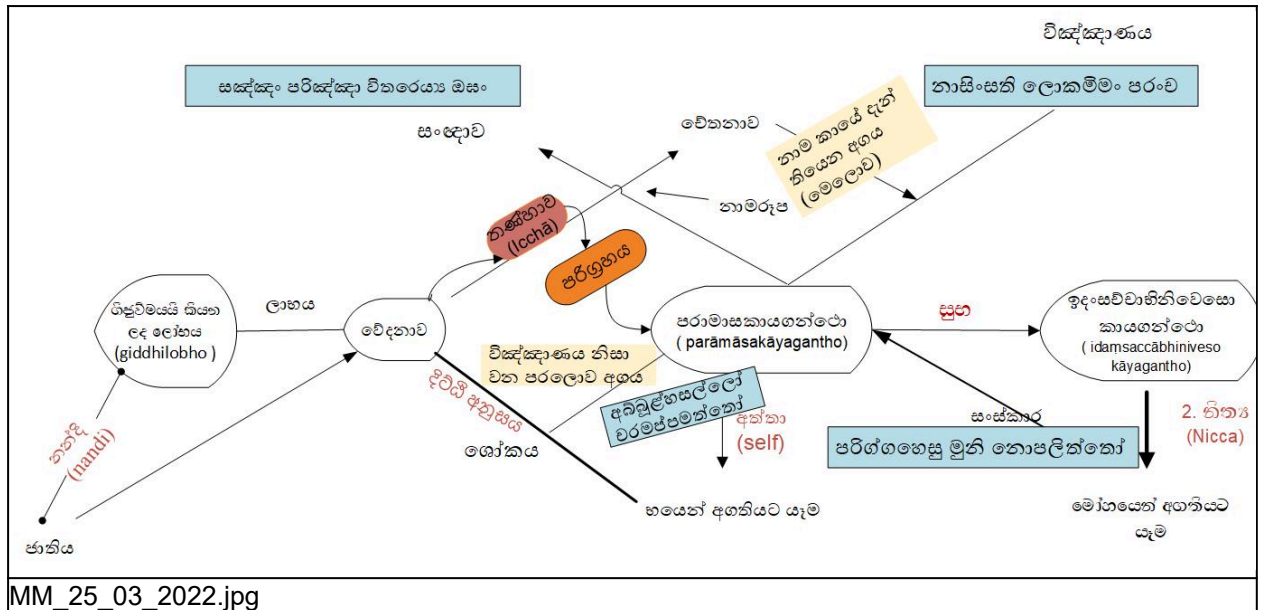 විඤ්ඤාණය
සඤ්ඤං පරිඤ්ඤා විතරෙය්‍ය ඔඝං
නාසිංසති ලොකමිමං පරංච
සංඥාව
චේතනාව
නාම කායේ දැන්
තියෙන අගය
(මෙලොව)
නාමරූප
තණ්හාව
(Icchā)
පරිග්‍රහය
ගිජුවීමයයි කියන
ලද ලෝභය
(giddhilobho )
ලාභය
වේදනාව
පරාමාසකායගන්ථො
( parāmāsakāyagantho)
සුභ
ඉදංසච්චාභිනිවෙසො
කායගන්ථො
( idaṃsaccābhiniveso
kāyagantho)
විඤ්ඤාණය නිසා
වන පරලොව අගය
දිට්ඨි අනුසය
අබ්බූළ්හසල්ලෝ
චරමප්පමත්තෝ
අත්තා
(self)
නන්දි
(nandi)
ශෝකය
සංස්කාර
පරිග්ගහෙසු මුනි නොපලිත්තෝ
2. නිත්‍ය
(Nicca)
භයෙන් අගතියට යෑම
මෝහයෙන් අගතියට
යෑම
ජාතිය
MM_25_03_2022.jpg